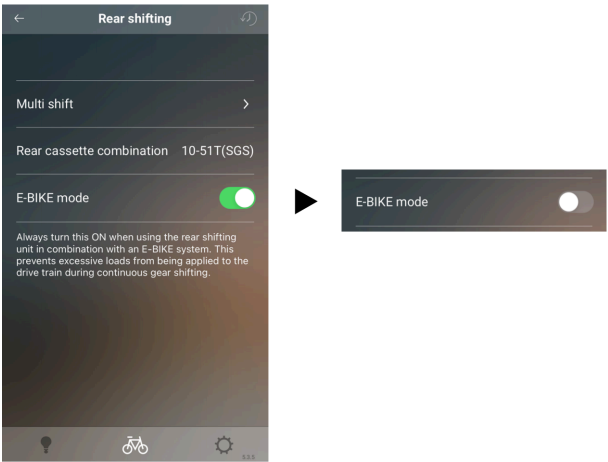 Rear shifting
Multi shift
Rear cassette combination 10-51T(SGS)
E-BIKE mode
Always turn this ON when using the rear shifting
unit in combination with an E-BIKE system. This
prevents excessive loads from being applied to the
drive train during continuous gear shifting.
E-BIKE mode